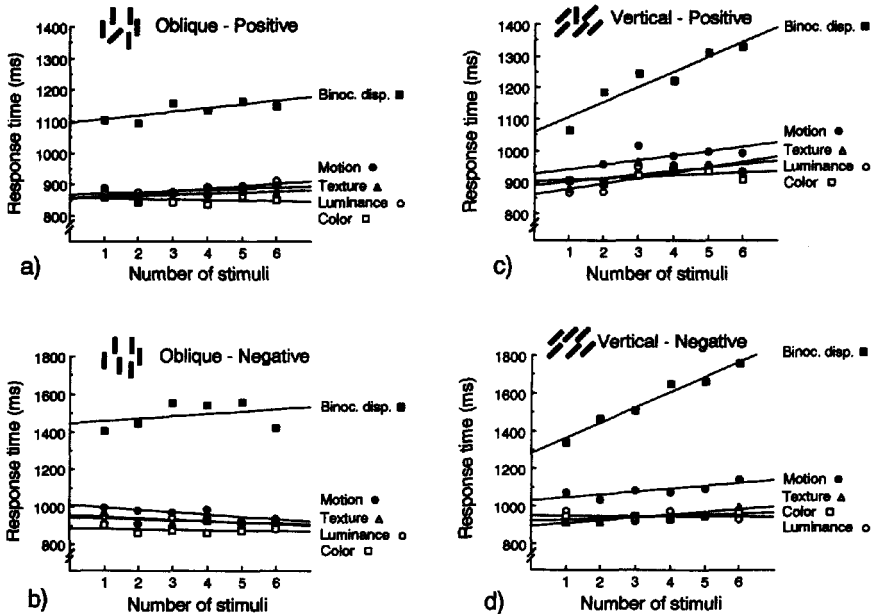 Oblique - Positive
Response time (ms)
1400
1300
1200
1100
1000
900
800
Binoc. disp.
Motion
Texture
Luminance
Color
1 2 3 4 5 6
Number of stimuli
a)
Vertical - Positive
Response time (ms)
1400
1300
1200
1100
1000
900
800
Binoc. disp.
Motion
Texture
Luminance
Color
1 2 3 4 5 6
Number of stimuli
c)
Oblique - Negative
Response time (ms)
1800
1600
1400
1200
1000
800
Binoc. disp.
Motion
Texture
Luminance
Color
1 2 3 4 5 6
Number of stimuli
b)
Vertical - Negative
Response time (ms)
1800
1600
1400
1200
1000
800
Binoc. disp.
Motion
Texture
Color
Luminance
1 2 3 4 5 6
Number of stimuli
d)